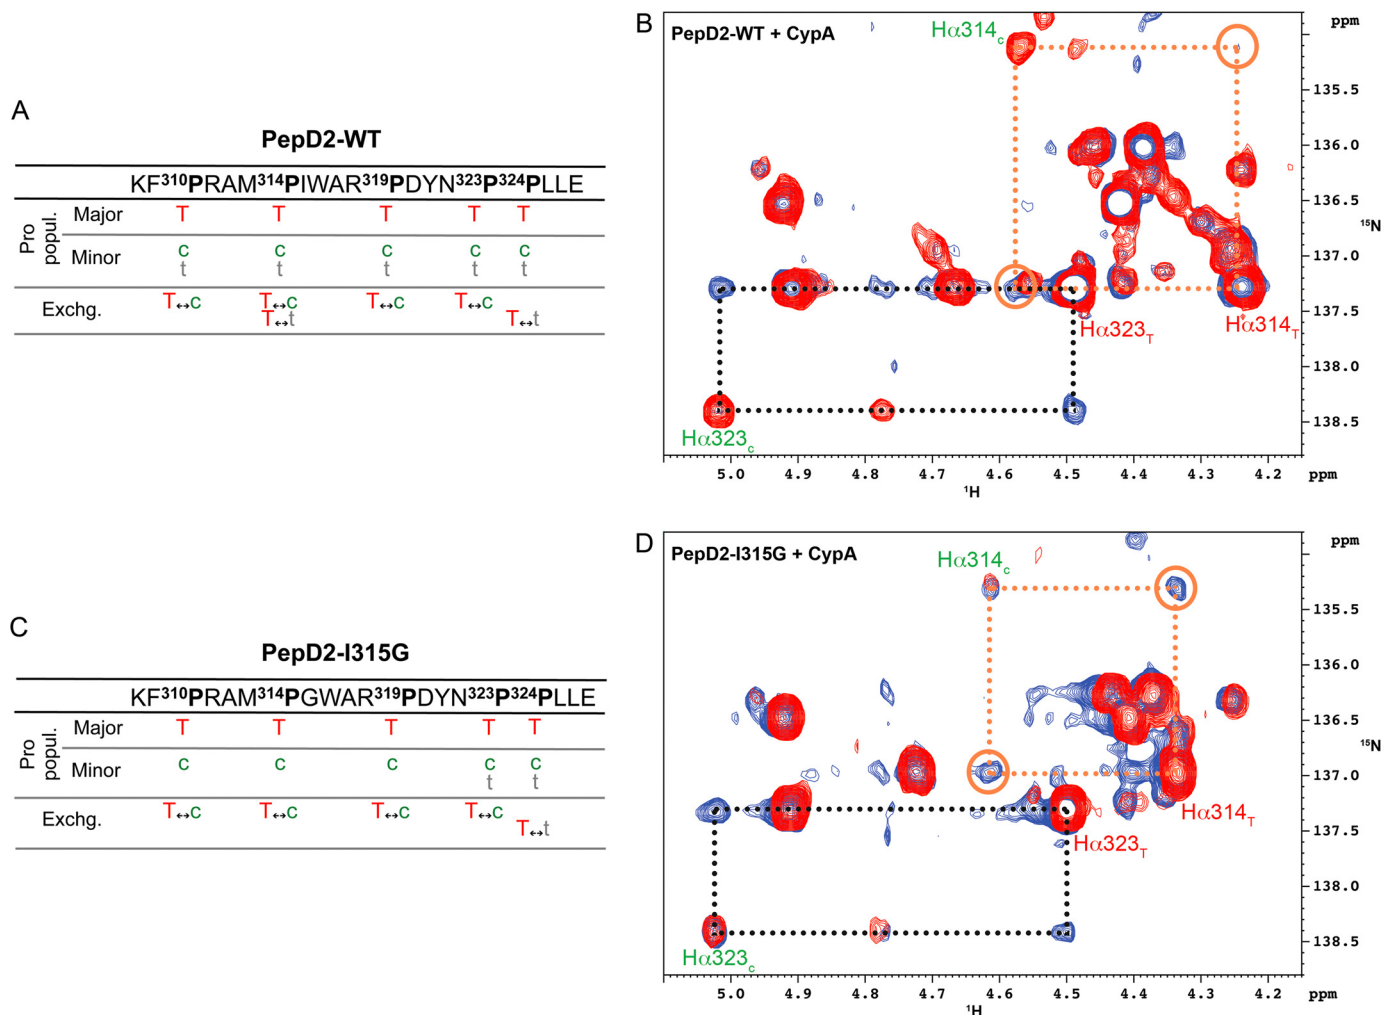 A
PepD2-WT
KF³¹⁰PRAM³¹⁴PIWAR³¹⁹PDYN³²³P³²⁴PLLE
Pro popul.
Major T T T T T
Minor c c c c c
t t t t t
Exchg. T↔c T↔c T↔c T↔c
T↔t T↔t
B
PepD2-WT + CypA
Hα314c
Hα323T
Hα314T
Hα323c
ppm
135.5
136.0
136.5
¹⁵N
137.0
137.5
138.0
138.5
5.0 4.9 4.8 4.7 4.6 4.5 4.4 4.3 4.2 ppm
¹H
C
PepD2-I315G
KF³¹⁰PRAM³¹⁴PGWAR³¹⁹PDYN³²³P³²⁴PLLE
Pro popul.
Major T T T T T
Minor c c c c c
t t
Exchg. T↔c T↔c T↔c T↔c
T↔t
D
PepD2-I315G + CypA
Hα314c
Hα314T
Hα323T
Hα323c
ppm
135.5
136.0
136.5
¹⁵N
137.0
137.5
138.0
138.5
5.0 4.9 4.8 4.7 4.6 4.5 4.4 4.3 4.2 ppm
¹H